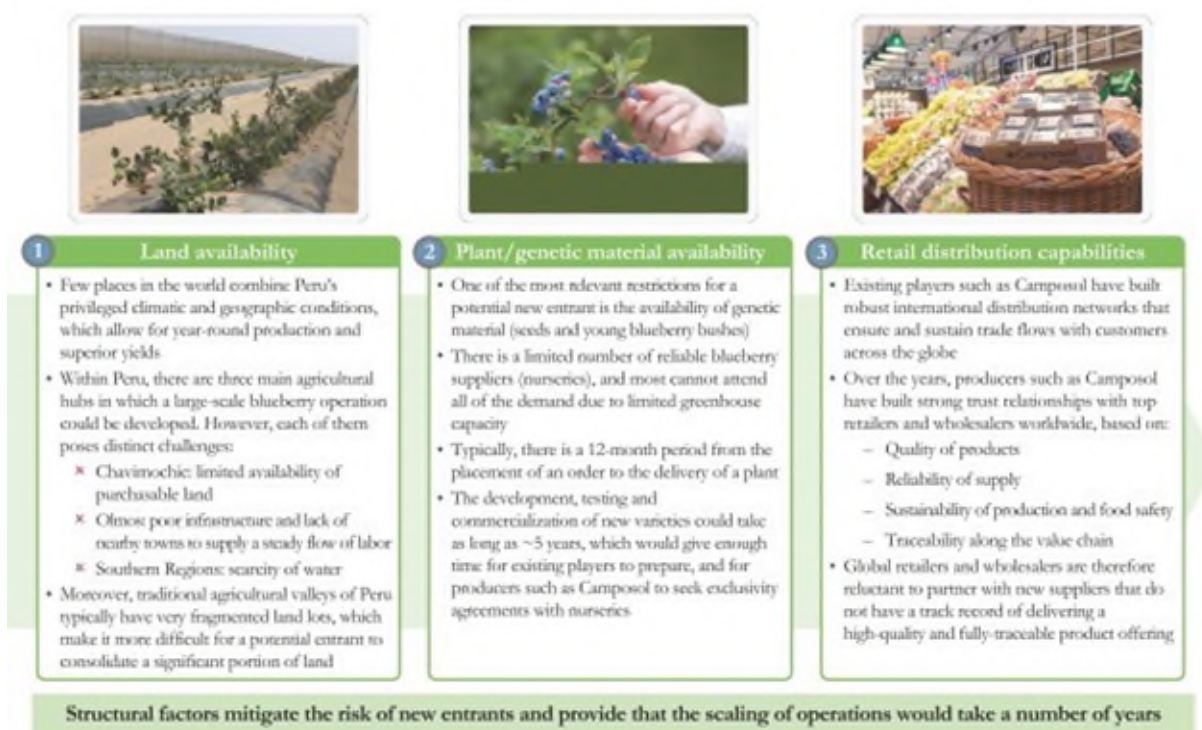 1 Land availability
• Few places in the world combine Peru's
privileged climatic and geographic conditions,
which allow for year-round production and
superior yields
• Within Peru, there are three main agricultural
hubs in which a large-scale blueberry operation
could be developed. However, each of them
poses distinct challenges:
× Chavimochic: limited availability of
purchasable land
× Olmos: poor infrastructure and lack of
nearby towns to supply a steady flow of labor
× Southern Regions: scarcity of water
• Moreover, traditional agricultural valleys of Peru
typically have very fragmented land lots, which
make it more difficult for a potential entrant to
consolidate a significant portion of land
2 Plant/genetic material availability
• One of the most relevant restrictions for a
potential new entrant is the availability of genetic
material (seeds and young blueberry bushes)
• There is a limited number of reliable blueberry
suppliers (nurseries), and most cannot attend
all of the demand due to limited greenhouse
capacity
• Typically, there is a 12-month period from the
placement of an order to the delivery of a plant
• The development, testing and
commercialization of new varieties could take
as long as ~5 years, which would give enough
time for existing players to prepare, and for
producers such as Camposol to seek exclusivity
agreements with nurseries
3 Retail distribution capabilities
• Existing players such as Camposol have built
robust international distribution networks that
ensure and sustain trade flows with customers
across the globe
• Over the years, producers such as Camposol
have built strong trust relationships with top
retailers and wholesalers worldwide, based on:
– Quality of products
– Reliability of supply
– Sustainability of production and food safety
– Traceability along the value chain
• Global retailers and wholesalers are therefore
reluctant to partner with new suppliers that do
not have a track record of delivering a
high-quality and fully-traceable product offering
Structural factors mitigate the risk of new entrants and provide that the scaling of operations would take a number of years